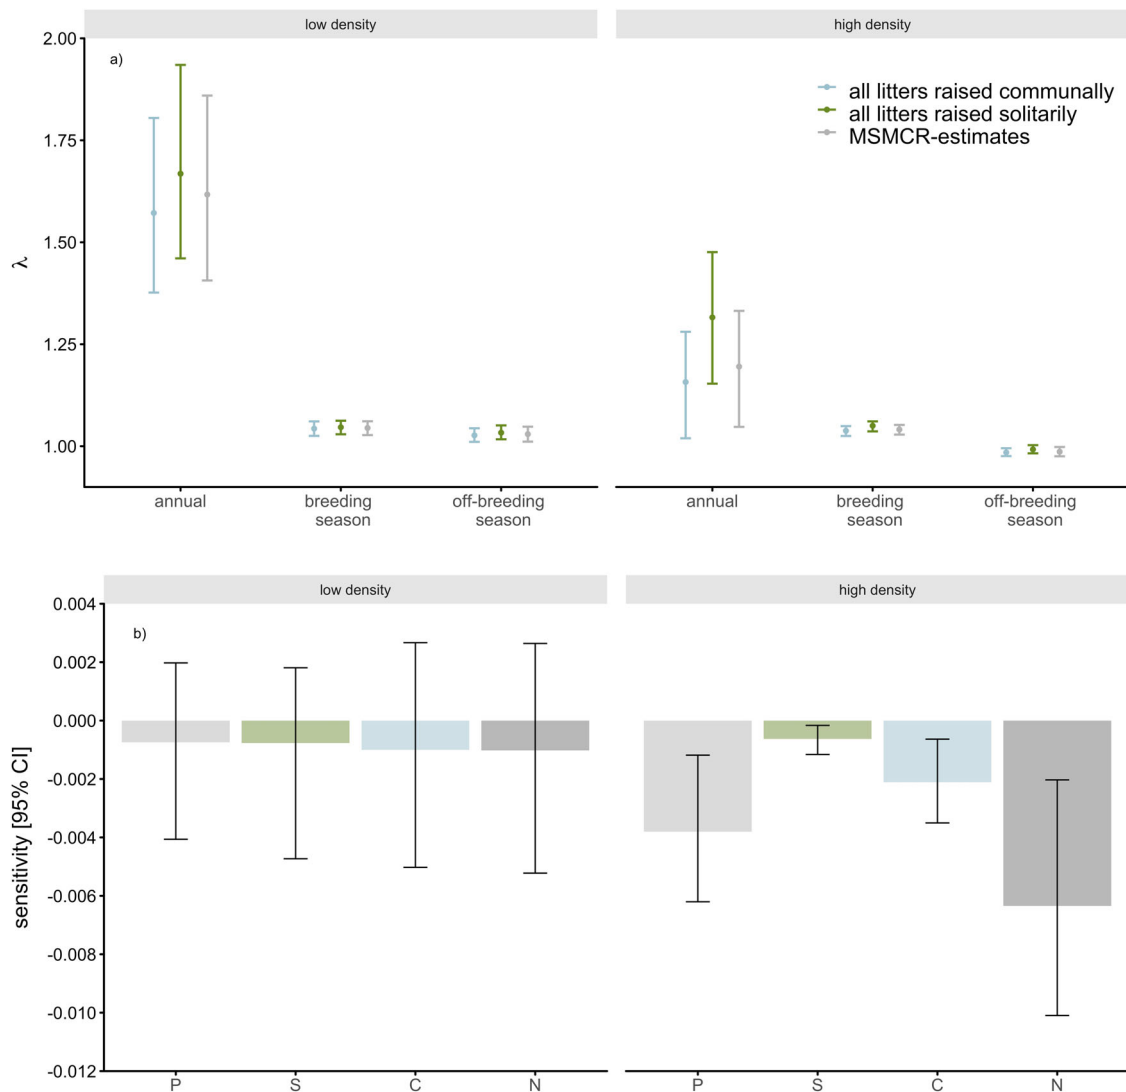 low density
high density
a)
2.00
1.75
1.50
1.25
1.00
λ
all litters raised communally
all litters raised solitarily
MSMCR-estimates
annual
breeding
season
off-breeding
season
annual
breeding
season
off-breeding
season
low density
high density
b)
0.004
0.002
0.000
-0.002
-0.004
-0.006
-0.008
-0.010
-0.012
sensitivity [95% CI]
P
S
C
N
P
S
C
N